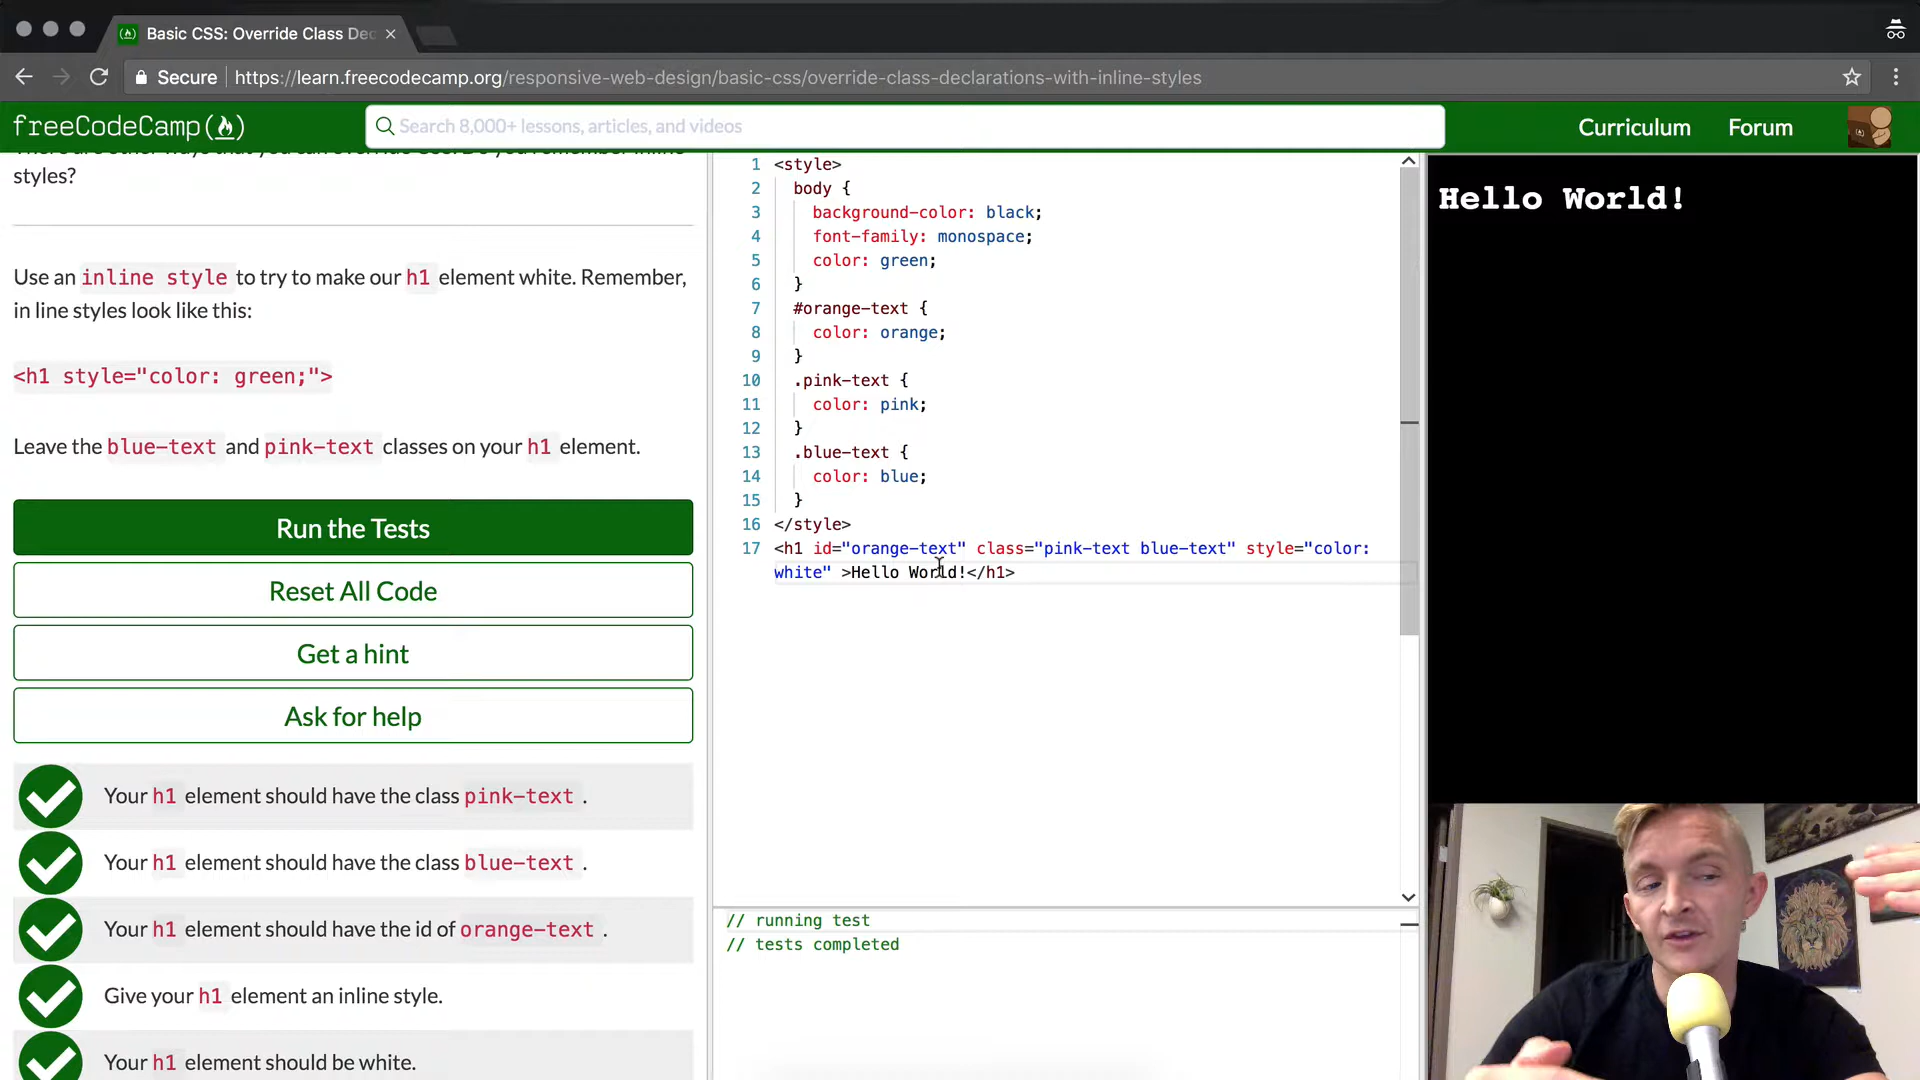 Basic CSS: Override Class Dec
Secure
https://learn.freecodecamp.org/responsive-web-design/basic-css/override-class-declarations-with-inline-styles
freeCodeCamp
Search 8,000+ lessons, articles, and videos
Curriculum
Forum
styles?
Use an inline style to try to make our h1 element white. Remember,
in line styles look like this:
<h1 style="color: green;">
Leave the blue-text and pink-text classes on your h1 element.
Run the Tests
Reset All Code
Get a hint
Ask for help
Your h1 element should have the class pink-text .
Your h1 element should have the class blue-text .
Your h1 element should have the id of orange-text .
Give your h1 element an inline style.
Your h1 element should be white.
1 <style>
2 body {
3 background-color: black;
4 font-family: monospace;
5 color: green;
6 }
7 #orange-text {
8 color: orange;
9 }
10 .pink-text {
11 color: pink;
12 }
13 .blue-text {
14 color: blue;
15 }
16 </style>
17 <h1 id="orange-text" class="pink-text blue-text" style="color:
white" >Hello World!</h1>
// running test
// tests completed
Hello World!